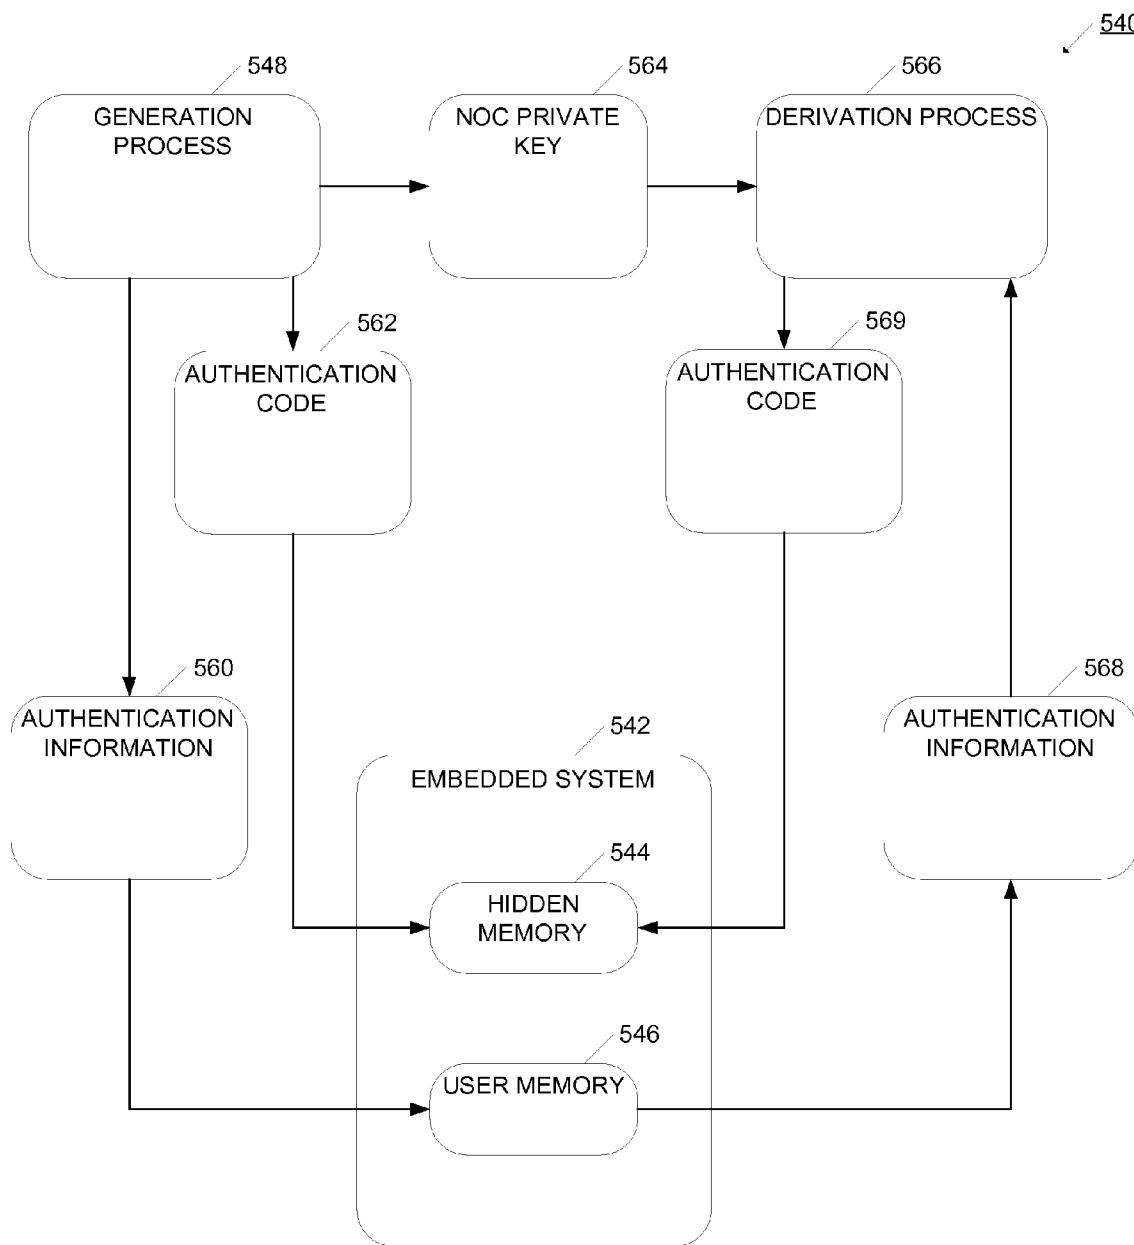 540
548
564
566
GENERATION
PROCESS
NOC PRIVATE
KEY
DERIVATION PROCESS
562
569
AUTHENTICATION
CODE
AUTHENTICATION
CODE
560
568
AUTHENTICATION
INFORMATION
AUTHENTICATION
INFORMATION
542
EMBEDDED SYSTEM
544
HIDDEN
MEMORY
546
USER MEMORY